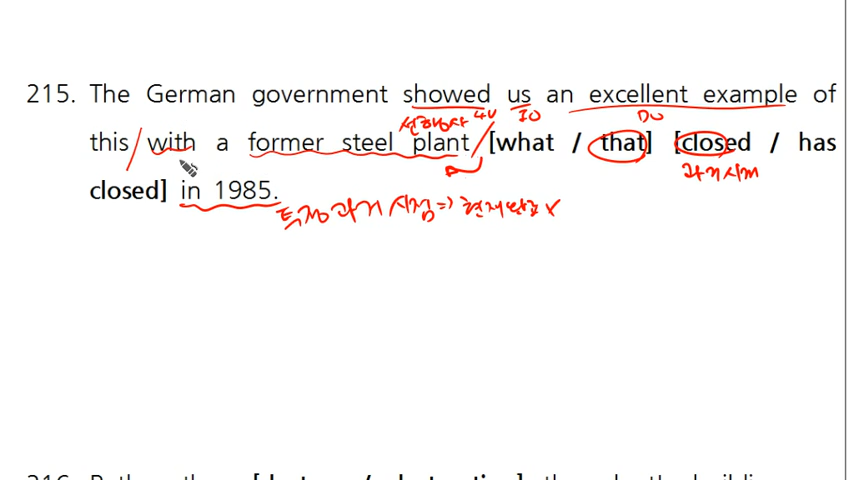 215. The German government showed us an excellent example of
선행사 4V IO DO
this / with a former steel plant / [what / that] [closed / has
과거시제
closed] in 1985.
특정 과거 시점 => 현재완료 X